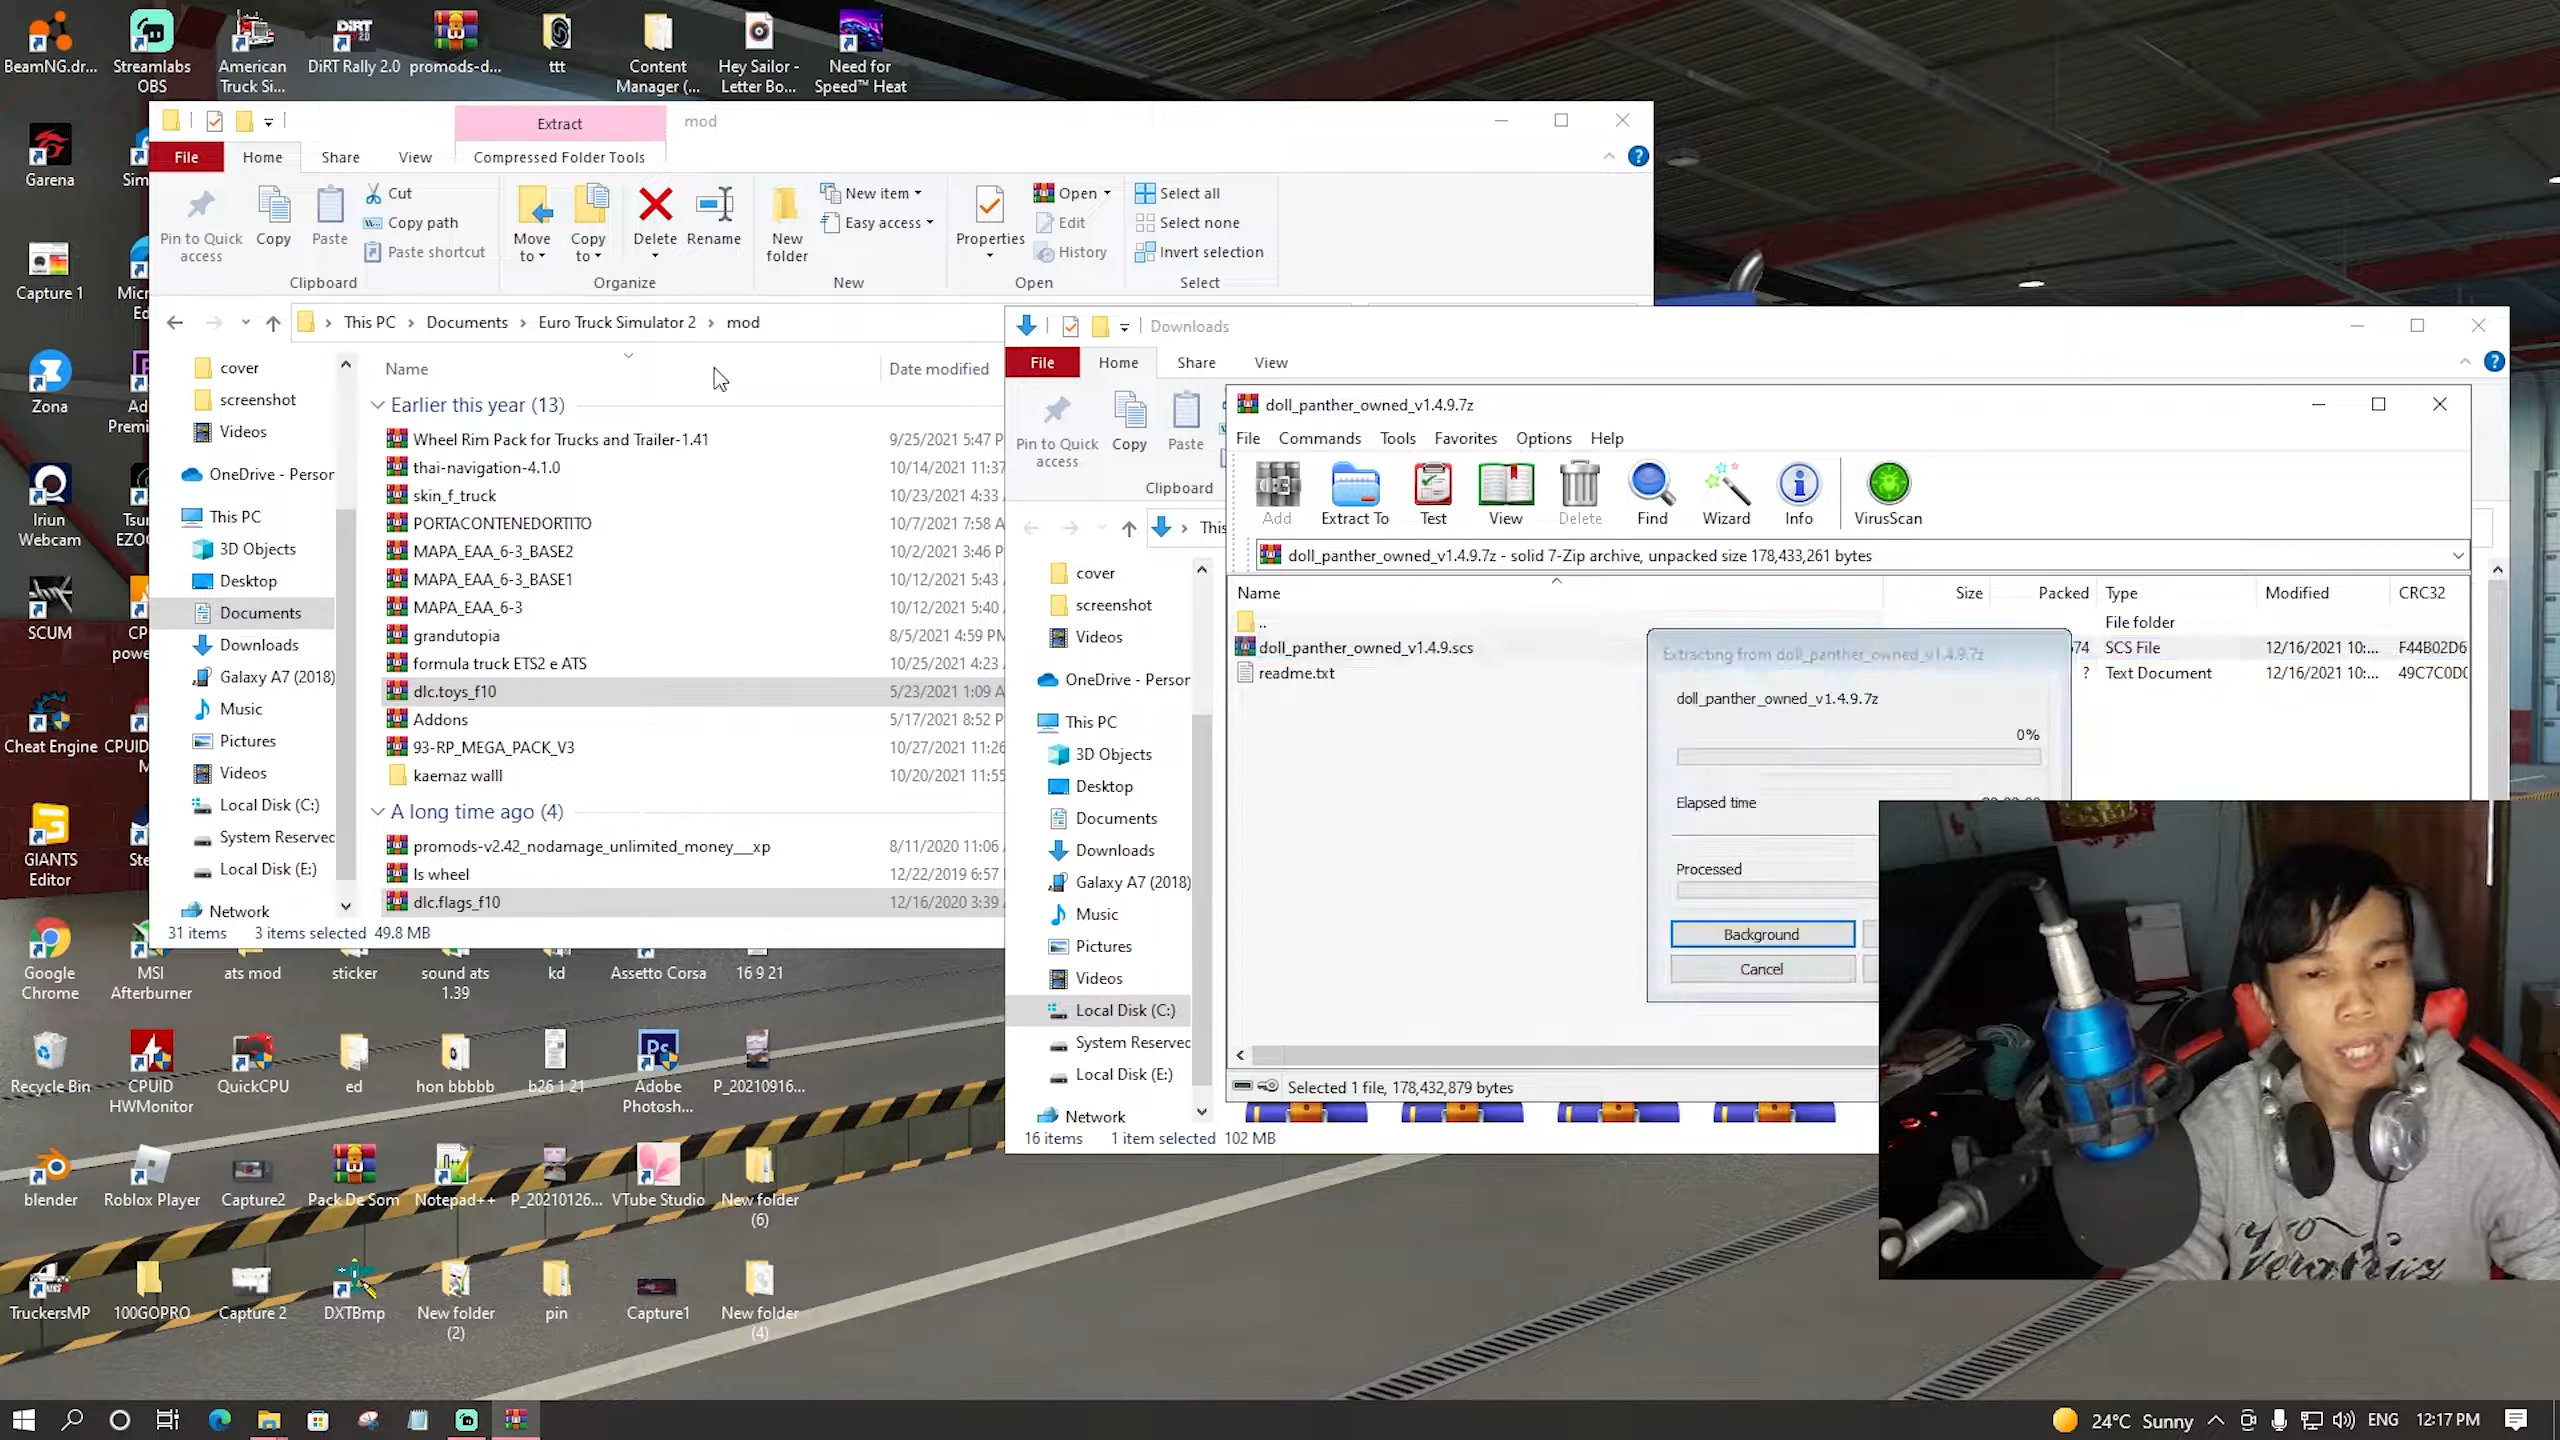 BeamNG.dr...
Streamlabs OBS
American Truck Si...
DiRT Rally 2.0
promods-d...
ttt
Content Manager (...
Hey Sailor - Letter Bo...
Need for Speed™ Heat
Garena
Capture 1
Zona
Iriun Webcam
SCUM
Cheat Engine
GIANTS Editor
Extract
mod
File
Home
Share
View
Compressed Folder Tools
Pin to Quick access
Copy
Paste
Cut
Copy path
Paste shortcut
Clipboard
Move to
Copy to
Delete
Rename
Organize
New folder
New item
Easy access
New
Properties
Open
Edit
History
Open
Select all
Select none
Invert selection
Select
This PC > Documents > Euro Truck Simulator 2 > mod
cover
screenshot
Videos
OneDrive - Person
This PC
3D Objects
Desktop
Documents
Downloads
Galaxy A7 (2018)
Music
Pictures
Videos
Local Disk (C:)
System Reserved
Local Disk (E:)
Network
Name Date modified
Earlier this year (13)
Wheel Rim Pack for Trucks and Trailer-1.41 9/25/2021 5:47 P
thai-navigation-4.1.0 10/14/2021 11:37
skin_f_truck 10/23/2021 4:33
PORTACONTENEDORTITO 10/7/2021 7:58 A
MAPA_EAA_6-3_BASE2 10/2/2021 3:46 P
MAPA_EAA_6-3_BASE1 10/12/2021 5:43
MAPA_EAA_6-3 10/12/2021 5:40
grandutopia 8/5/2021 4:59 PM
formula truck ETS2 e ATS 10/25/2021 4:23
dlc.toys_f10 5/23/2021 1:09 A
Addons 5/17/2021 8:52 P
93-RP_MEGA_PACK_V3 10/27/2021 11:26
kaemaz walll 10/20/2021 11:55
A long time ago (4)
promods-v2.42_nodamage_unlimited_money___xp 8/11/2020 11:06
ls wheel 12/22/2019 6:57
dlc.flags_f10 12/16/2020 3:39
31 items 3 items selected 49.8 MB
Downloads
File
Home
Share
View
Pin to Quick access
Copy
Paste
Clipboard
This
cover
screenshot
Videos
OneDrive - Person
This PC
3D Objects
Desktop
Documents
Downloads
Galaxy A7 (2018)
Music
Pictures
Videos
Local Disk (C:)
System Reserved
Local Disk (E:)
Network
16 items 1 item selected 102 MB
doll_panther_owned_v1.4.9.7z
File Commands Tools Favorites Options Help
Add
Extract To
Test
View
Delete
Find
Wizard
Info
VirusScan
doll_panther_owned_v1.4.9.7z - solid 7-Zip archive, unpacked size 178,433,261 bytes
Name Size Packed Type Modified CRC32
.. File folder
doll_panther_owned_v1.4.9.scs 574 SCS File 12/16/2021 10:... F44B02D6
readme.txt ? Text Document 12/16/2021 10:... 49C7C0D0
Selected 1 file, 178,432,879 bytes
Extracting from doll_panther_owned_v1.4.9.7z
doll_panther_owned_v1.4.9.7z
0%
Elapsed time
Processed
Background
Cancel
Google Chrome
MSI Afterburner
ats mod
sticker
sound ats 1.39
kd
Assetto Corsa
16 9 21
Recycle Bin
CPUID HWMonitor
QuickCPU
ed
hon bbbbb
b26 1 21
Adobe Photosh...
P_20210916...
blender
Roblox Player
Capture2
Pack De Som
Notepad++
P_20210126...
VTube Studio
New folder (6)
TruckersMP
100GOPRO
Capture 2
DXTBmp
New folder (2)
pin
Capture1
New folder (4)
24°C Sunny
ENG
12:17 PM